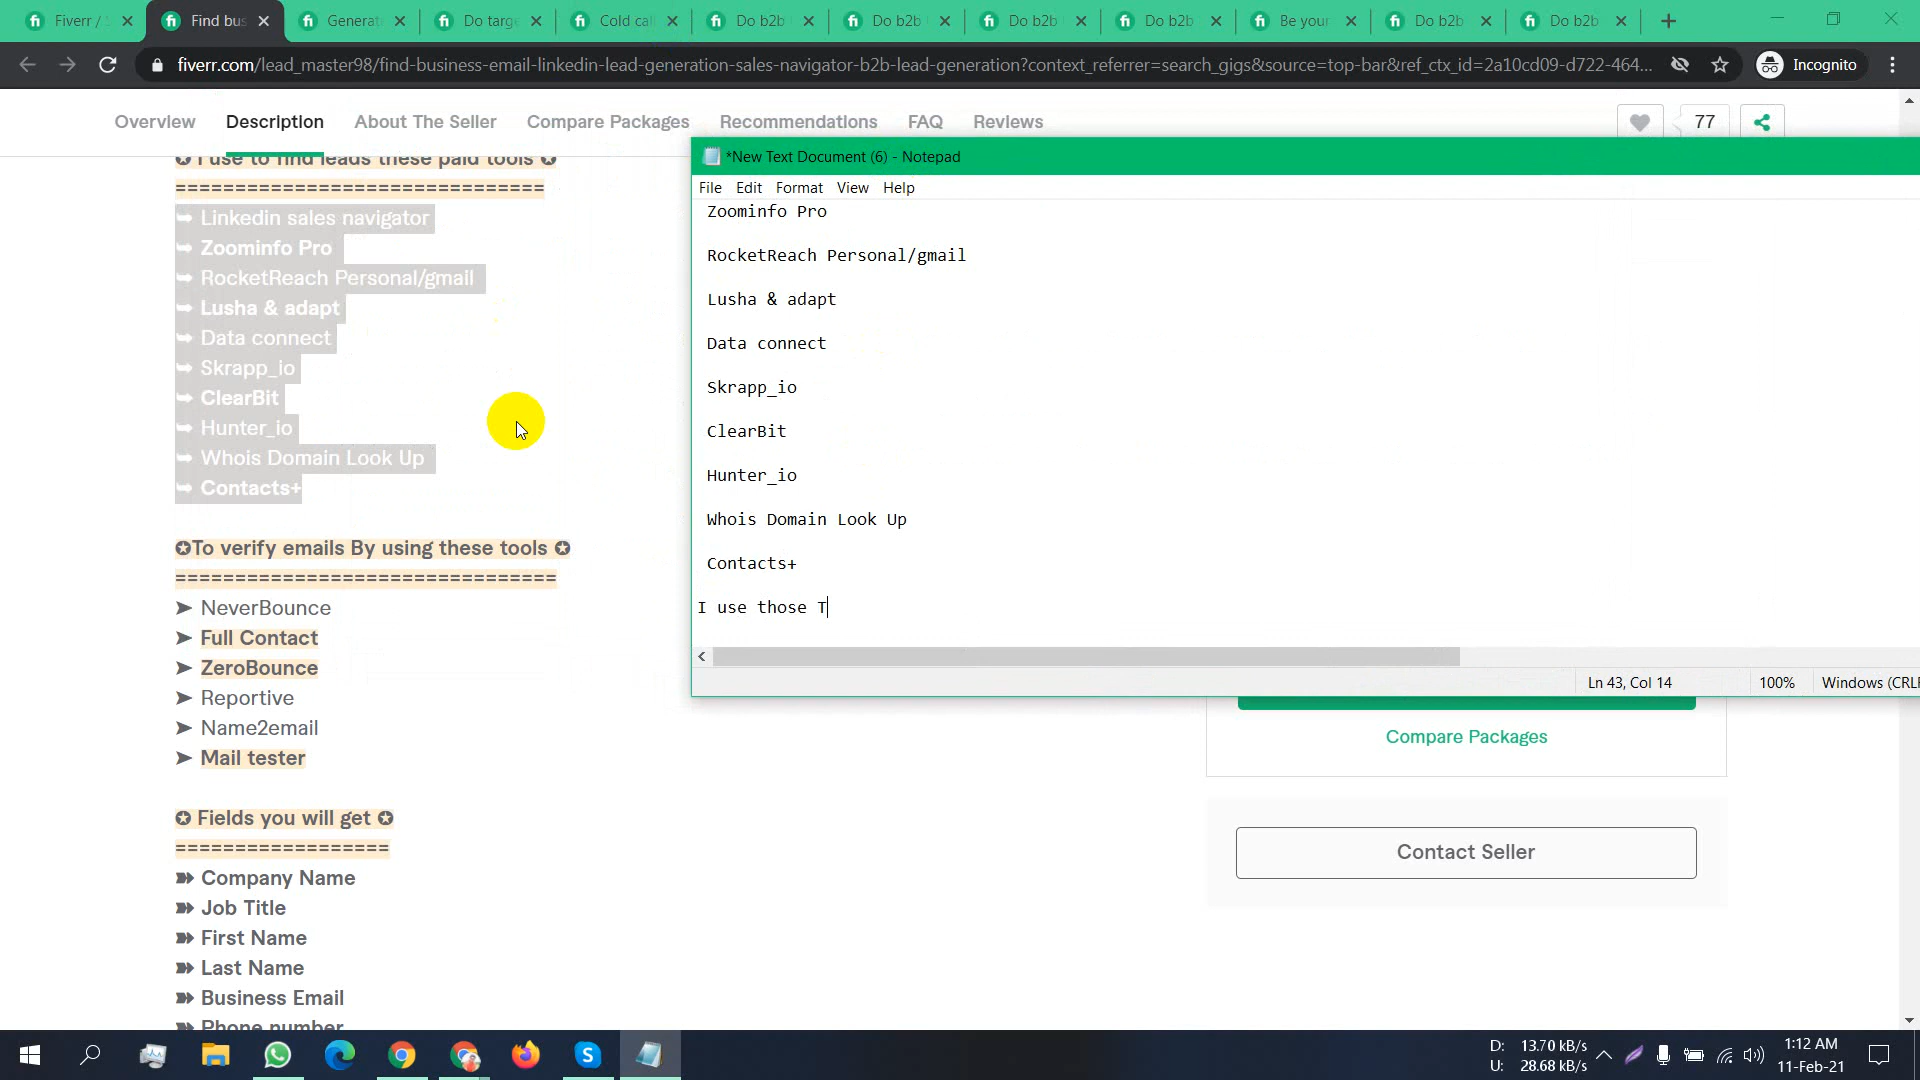 Fiverr / S
Find bus
Generat
Do targe
Cold cal
Do b2b
Do b2b
Do b2b
Do b2b
Be your
Do b2b
Do b2b
fiverr.com/lead_master98/find-business-email-linkedin-lead-generation-sales-navigator-b2b-lead-generation?context_referrer=search_gigs&source=top-bar&ref_ctx_id=2a10cd09-d722-464...
Incognito
Overview Description About The Seller Compare Packages Recommendations FAQ Reviews
77
✪ I use to find leads these paid tools ✪
===============================
➥ Linkedin sales navigator
➥ Zoominfo Pro
➥ RocketReach Personal/gmail
➥ Lusha & adapt
➥ Data connect
➥ Skrapp_io
➥ ClearBit
➥ Hunter_io
➥ Whois Domain Look Up
➥ Contacts+
✪To verify emails By using these tools ✪
================================
➤ NeverBounce
➤ Full Contact
➤ ZeroBounce
➤ Reportive
➤ Name2email
➤ Mail tester
✪ Fields you will get ✪
==================
➽ Company Name
➽ Job Title
➽ First Name
➽ Last Name
➽ Business Email
➽ Phone number
*New Text Document (6) - Notepad
File Edit Format View Help
Zoominfo Pro
RocketReach Personal/gmail
Lusha & adapt
Data connect
Skrapp_io
ClearBit
Hunter_io
Whois Domain Look Up
Contacts+
I use those T
Ln 43, Col 14
100%
Windows (CRLF
Compare Packages
Contact Seller
D: 13.70 kB/s
U: 28.68 kB/s
1:12 AM
11-Feb-21